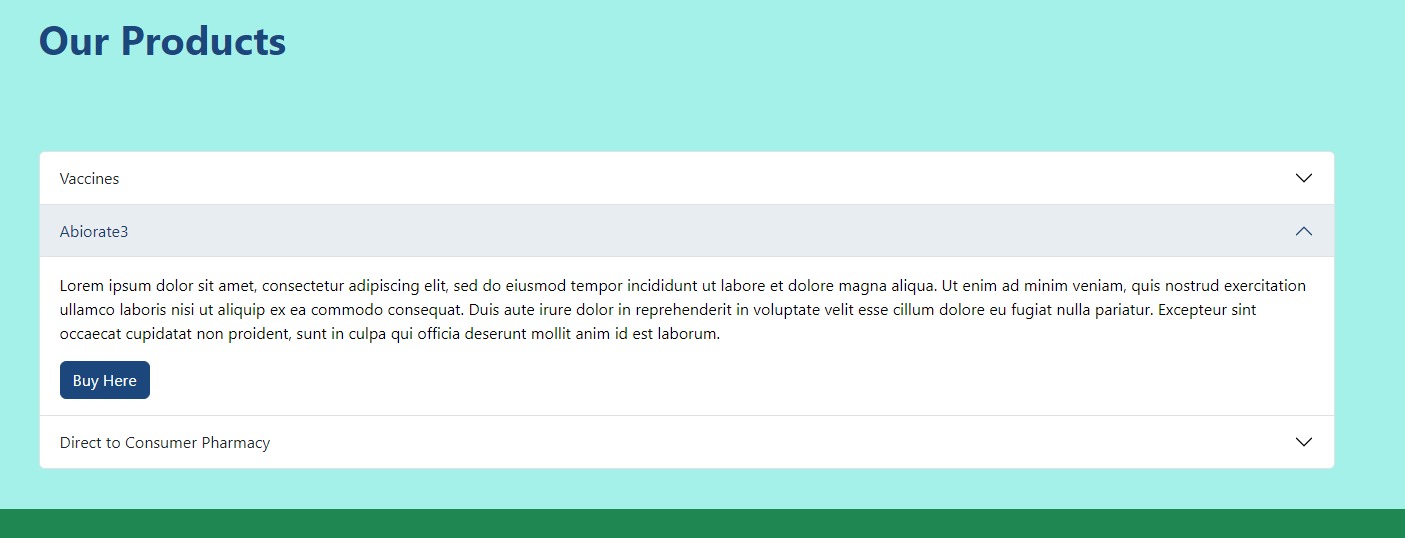 Our Products
Vaccines
Abiorate3
Lorem ipsum dolor sit amet, consectetur adipiscing elit, sed do eiusmod tempor incididunt ut labore et dolore magna aliqua. Ut enim ad minim veniam, quis nostrud exercitation
ullamco laboris nisi ut aliquip ex ea commodo consequat. Duis aute irure dolor in reprehenderit in voluptate velit esse cillum dolore eu fugiat nulla pariatur. Excepteur sint
occaecat cupidatat non proident, sunt in culpa qui officia deserunt mollit anim id est laborum.
Buy Here
Direct to Consumer Pharmacy